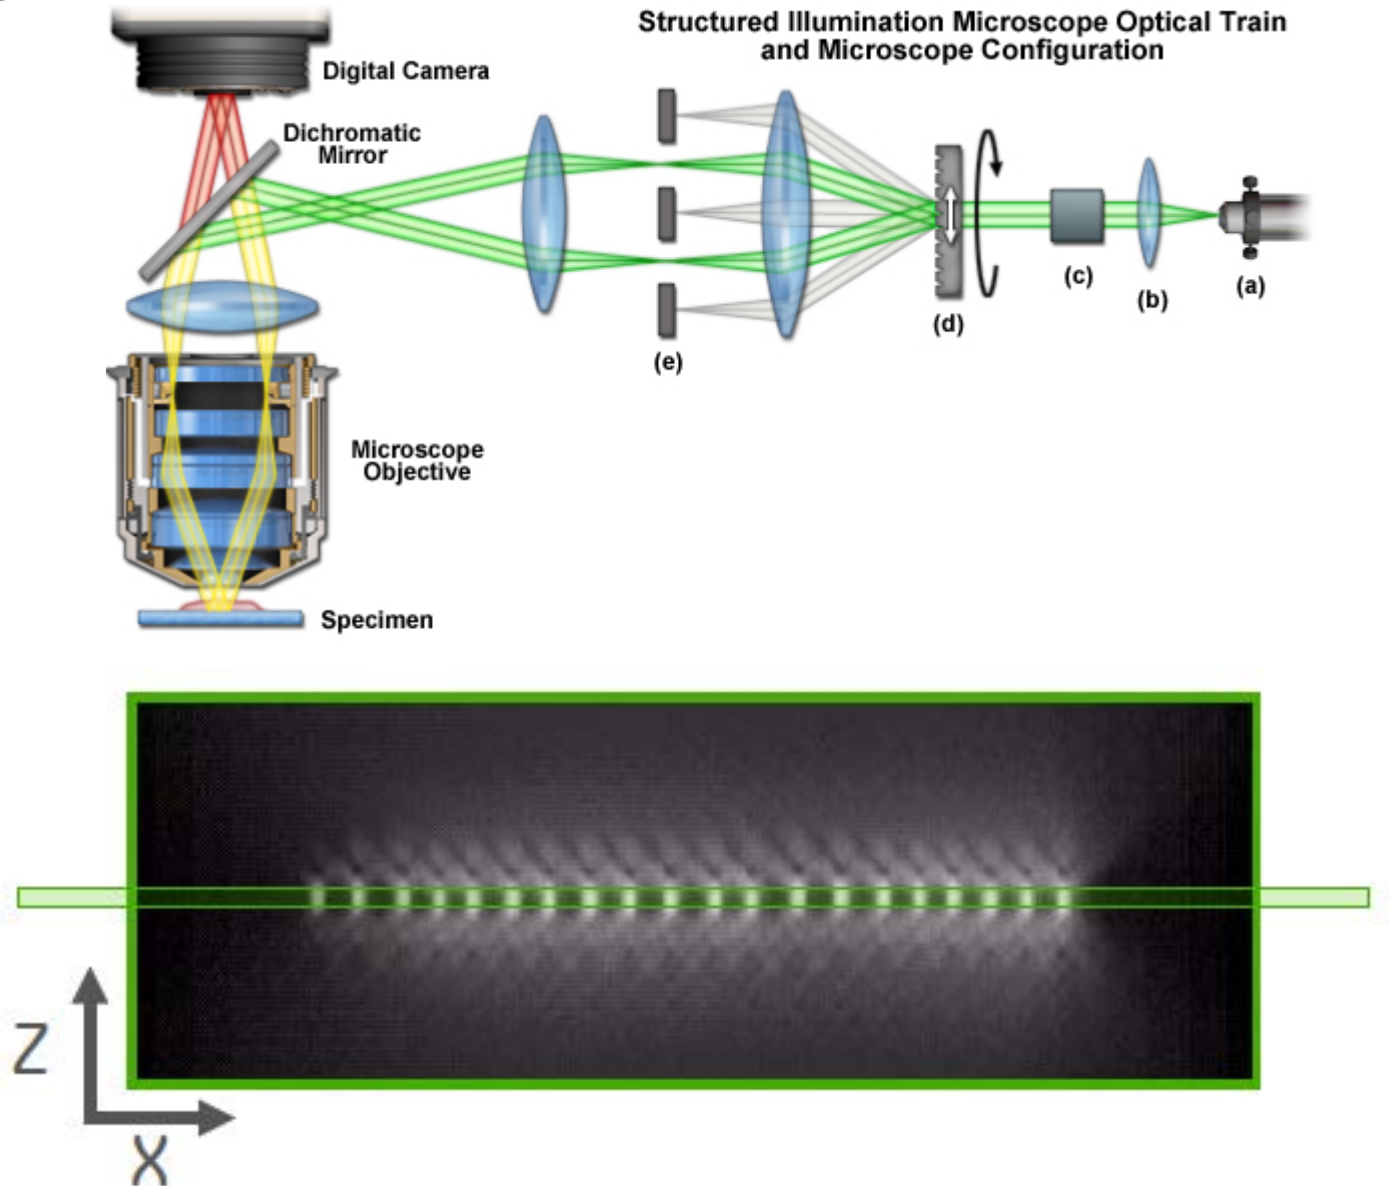 Structured Illumination Microscope Optical Train
and Microscope Configuration
Digital Camera
Dichromatic
Mirror
(a)
(b)
(c)
(d)
(e)
Microscope
Objective
Specimen
Z
X